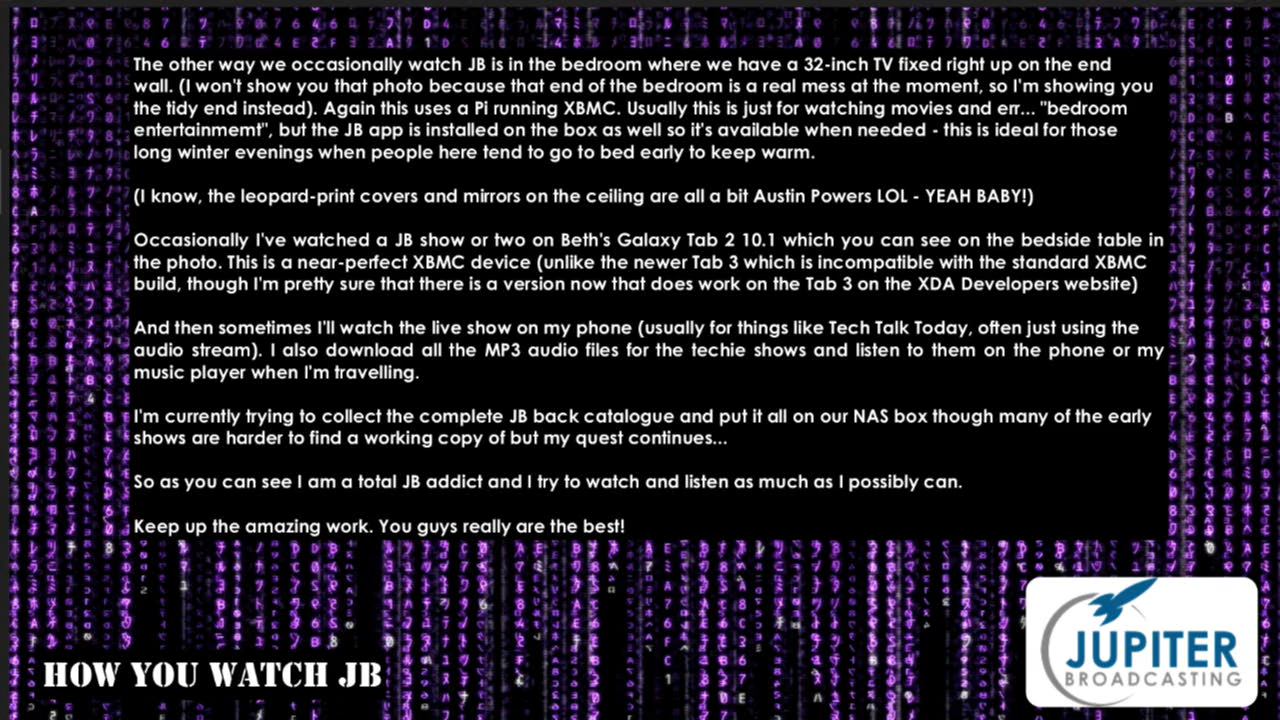 The other way we occasionally watch JB is in the bedroom where we have a 32-inch TV fixed right up on the end
wall. (I won't show you that photo because that end of the bedroom is a real mess at the moment, so I'm showing you
the tidy end instead). Again this uses a Pi running XBMC. Usually this is just for watching movies and err... "bedroom
entertainmemt", but the JB app is installed on the box as well so it's available when needed - this is ideal for those
long winter evenings when people here tend to go to bed early to keep warm.
(I know, the leopard-print covers and mirrors on the ceiling are all a bit Austin Powers LOL - YEAH BABY!)
Occasionally I've watched a JB show or two on Beth's Galaxy Tab 2 10.1 which you can see on the bedside table in
the photo. This is a near-perfect XBMC device (unlike the newer Tab 3 which is incompatible with the standard XBMC
build, though I'm pretty sure that there is a version now that does work on the Tab 3 on the XDA Developers website)
And then sometimes I'll watch the live show on my phone (usually for things like Tech Talk Today, often just using the
audio stream). I also download all the MP3 audio files for the techie shows and listen to them on the phone or my
music player when I'm travelling.
I'm currently trying to collect the complete JB back catalogue and put it all on our NAS box though many of the early
shows are harder to find a working copy of but my quest continues...
So as you can see I am a total JB addict and I try to watch and listen as much as I possibly can.
Keep up the amazing work. You guys really are the best!
HOW YOU WATCH JB
JUPITER
BROADCASTING